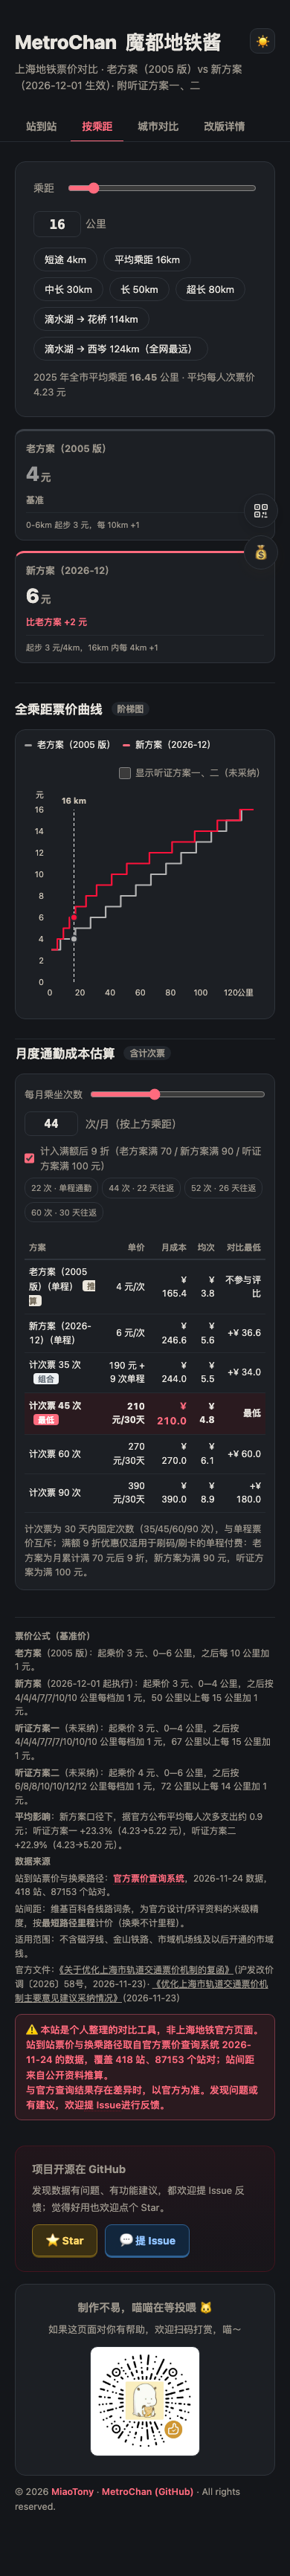 MetroChan 魔都地铁酱
上海地铁票价对比 · 老方案（2005 版）vs 新方案
（2026-12-01 生效）· 附听证方案一、二
站到站
按乘距
城市对比
改版详情
乘距
16 公里
短途 4km
平均乘距 16km
中长 30km
长 50km
超长 80km
滴水湖 → 花桥 114km
滴水湖 → 西岑 124km（全网最远）
2025 年全市平均乘距 16.45 公里 · 平均每人次票价
4.23 元
老方案（2005 版）
4元
基准
0-6km 起步 3 元，每 10km +1
新方案（2026-12）
6元
比老方案 +2 元
起步 3 元/4km，16km 内每 4km +1
全乘距票价曲线 阶梯图
老方案（2005 版）
新方案（2026-12）
显示听证方案一、二（未采纳）
元
16 km
16
14
12
10
8
6
4
2
0
0 20 40 60 80 100 120公里
月度通勤成本估算 含计次票
每月乘坐次数
44 次/月（按上方乘距）
计入满额后 9 折（老方案满 70 / 新方案满 90 / 听证
方案满 100 元）
22 次 · 单程通勤
44 次 · 22 天往返
52 次 · 26 天往返
60 次 · 30 天往返
方案 单价 月成本 均次 对比最低
老方案（2005
版）（单程） 推
算
4 元/次
¥
165.4
¥
3.8
不参与评
比
新方案（2026-
12）（单程）
6 元/次
¥
246.6
¥
5.6
+¥ 36.6
计次票 35 次
组合
190 元 +
9 次单程
¥
244.0
¥
5.5
+¥ 34.0
计次票 45 次
最低
210
元/30天
¥
210.0
¥
4.8
最低
计次票 60 次
270
元/30天
¥
270.0
¥
6.1
+¥ 60.0
计次票 90 次
390
元/30天
¥
390.0
¥
8.9
+¥
180.0
计次票为 30 天内固定次数（35/45/60/90 次），与单程票
价互斥；满额 9 折优惠仅适用于刷码/刷卡的单程付费：老
方案为月累计满 70 元后 9 折，新方案为满 90 元，听证方
案为满 100 元。
票价公式（基准价）
老方案（2005 版）：起乘价 3 元、0—6 公里，之后每 10 公里加
1 元。
新方案（2026-12-01 起执行）：起乘价 3 元、0—4 公里，之后按
4/4/4/7/7/10/10 公里每档加 1 元，50 公里以上每 15 公里加 1
元。
听证方案一（未采纳）：起乘价 3 元、0—4 公里，之后按
4/4/4/7/7/7/10/10/10 公里每档加 1 元，67 公里以上每 15 公里加
1 元。
听证方案二（未采纳）：起乘价 4 元、0—6 公里，之后按
6/8/8/10/10/12/12 公里每档加 1 元，72 公里以上每 14 公里加 1
元。
平均影响：新方案口径下，据官方公布平均每人次多支出约 0.9
元；听证方案一 +23.3%（4.23→5.22 元），听证方案二
+22.9%（4.23→5.20 元）。
数据来源
站到站票价与换乘路径：官方票价查询系统，2026-11-24 数据，
418 站、87153 个站对。
站间距：维基百科各线路词条，为官方设计/环评资料的米级精
度，按最短路径里程计价（换乘不计里程）。
适用范围：不含磁浮线、金山铁路、市域机场线及以后开通的市域
线。
官方文件：《关于优化上海市轨道交通票价机制的复函》（沪发改价
调〔2026〕58号，2026-11-23）· 《优化上海市轨道交通票价机
制主要意见建议采纳情况》（2026-11-23）
⚠️ 本站是个人整理的对比工具，非上海地铁官方页面。
站到站票价与换乘路径取自官方票价查询系统 2026-
11-24 的数据，覆盖 418 站、87153 个站对；站间距
来自公开资料推算。
与官方查询结果存在差异时，以官方为准。发现问题或
有建议，欢迎提 Issue进行反馈。
项目开源在 GitHub
发现数据有问题、有功能建议，都欢迎提 Issue 反
馈；觉得好用也欢迎点个 Star。
⭐ Star
💬 提 Issue
制作不易，喵喵在等投喂 🐱
如果这页面对你有帮助，欢迎扫码打赏，喵～
© 2026 MiaoTony · MetroChan (GitHub) · All rights
reserved.